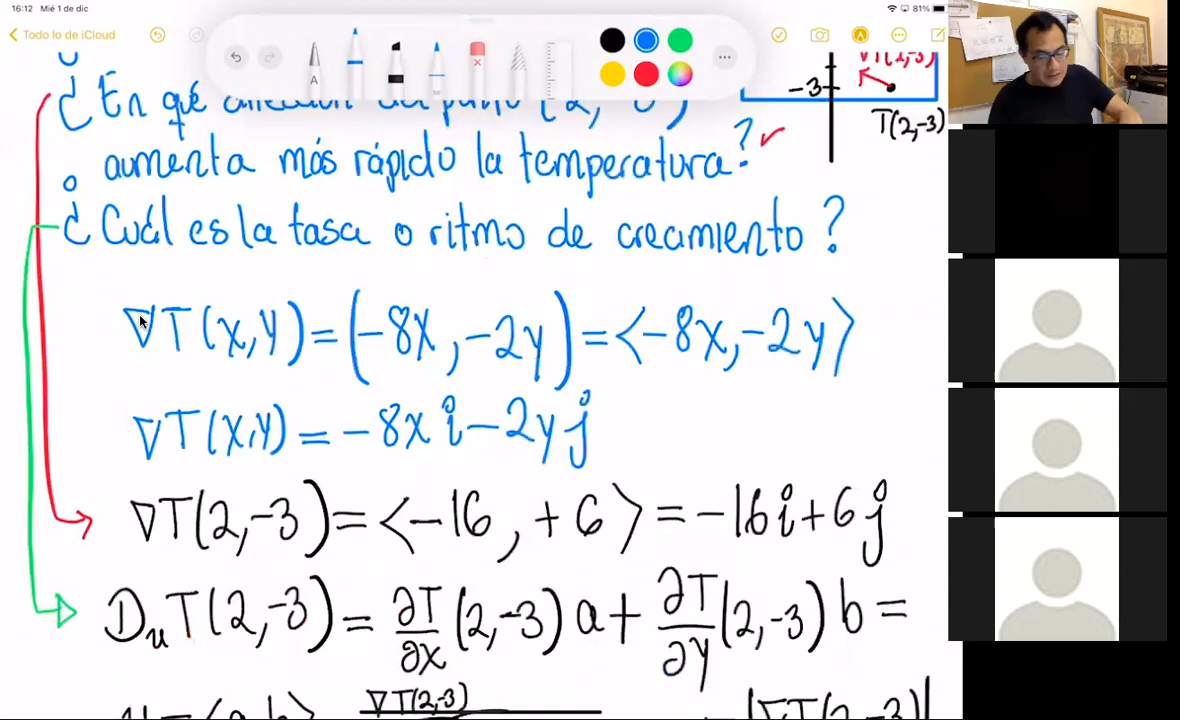 16:12 Mié 1 de dic
81%
Todo lo de iCloud
¿En qué
aumenta más rápido la temperatura?
¿Cuál es la tasa o ritmo de crecimiento?
-3
T(2,-3)
∇T(x,y) = (-8x, -2y) = ⟨-8x, -2y⟩
∇T(x,y) = -8x i - 2y j
∇T(2,-3) = ⟨-16, +6⟩ = -16i + 6j
DuT(2,-3) = ∂T/∂x (2,-3) a + ∂T/∂y (2,-3) b =
∇T(2,-3)